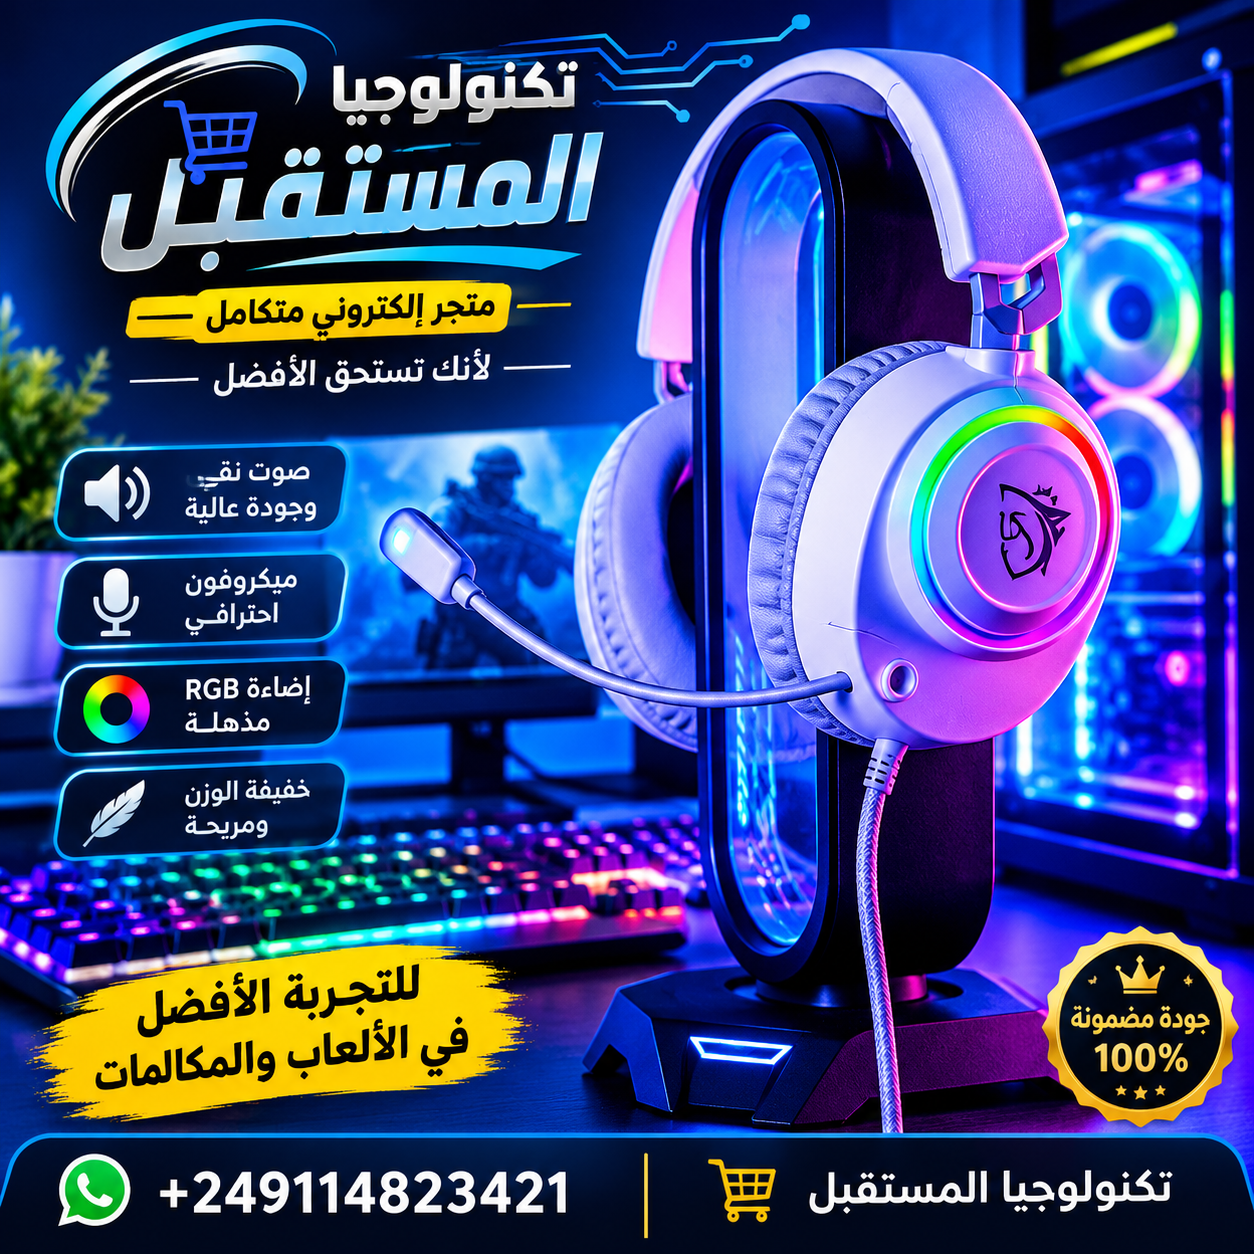 تكنولوجيا
المستقبل
متجر إلكتروني متكامل
لأنك تستحق الأفضل
صوت نقي
وجودة عالية
ميكروفون
احترافي
إضاءة RGB
مذهلة
خفيفة الوزن
ومريحة
للتجربة الأفضل
في الألعاب والمكالمات
جودة مضمونة
100%
+249114823421
تكنولوجيا المستقبل